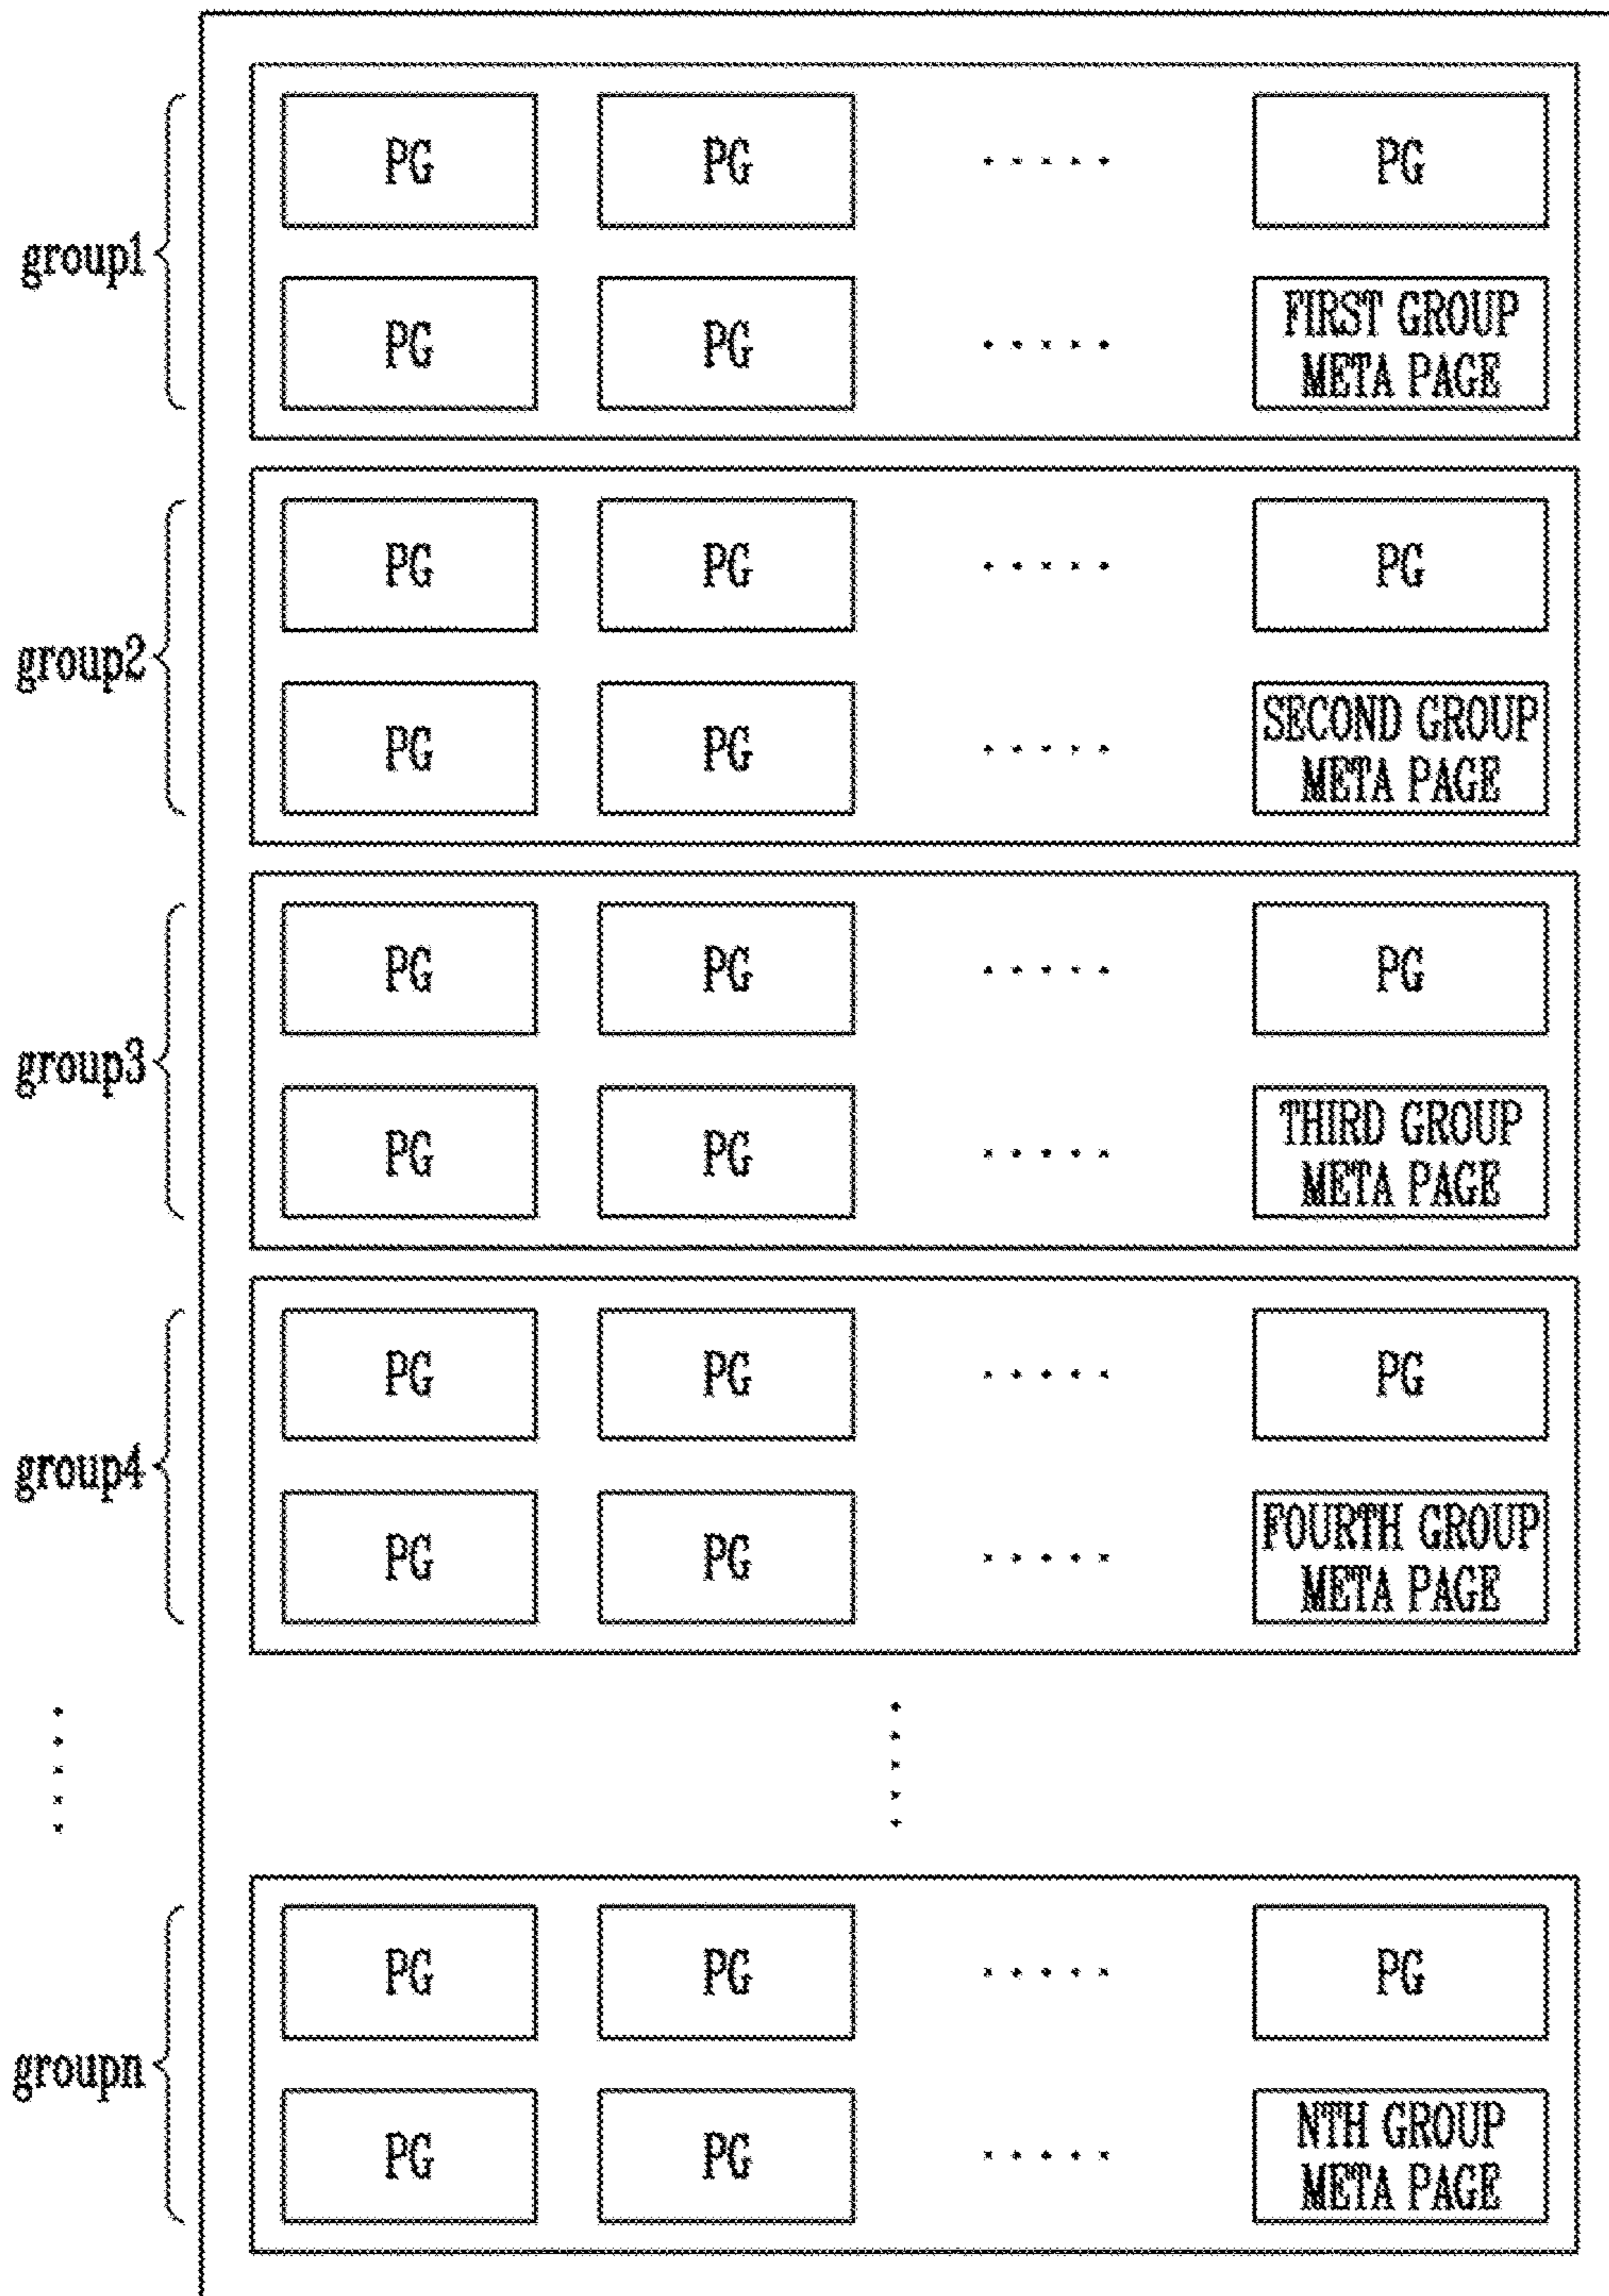 PG PG ..... PG
group1
PG PG ..... FIRST GROUP
META PAGE
PG PG ..... PG
group2
PG PG ..... SECOND GROUP
META PAGE
PG PG ..... PG
group3
PG PG ..... THIRD GROUP
META PAGE
PG PG ..... PG
group4
PG PG ..... FOURTH GROUP
META PAGE
PG PG ..... PG
groupn
PG PG ..... NTH GROUP
META PAGE